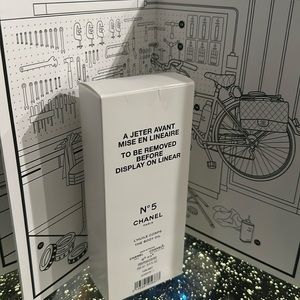 A JETER AVANT
MISE EN LINEAIRE
TO BE REMOVED
BEFORE
DISPLAY ON LINEAR
N°5
CHANEL
PARIS
L'HUILE CORPS
THE BODY OIL